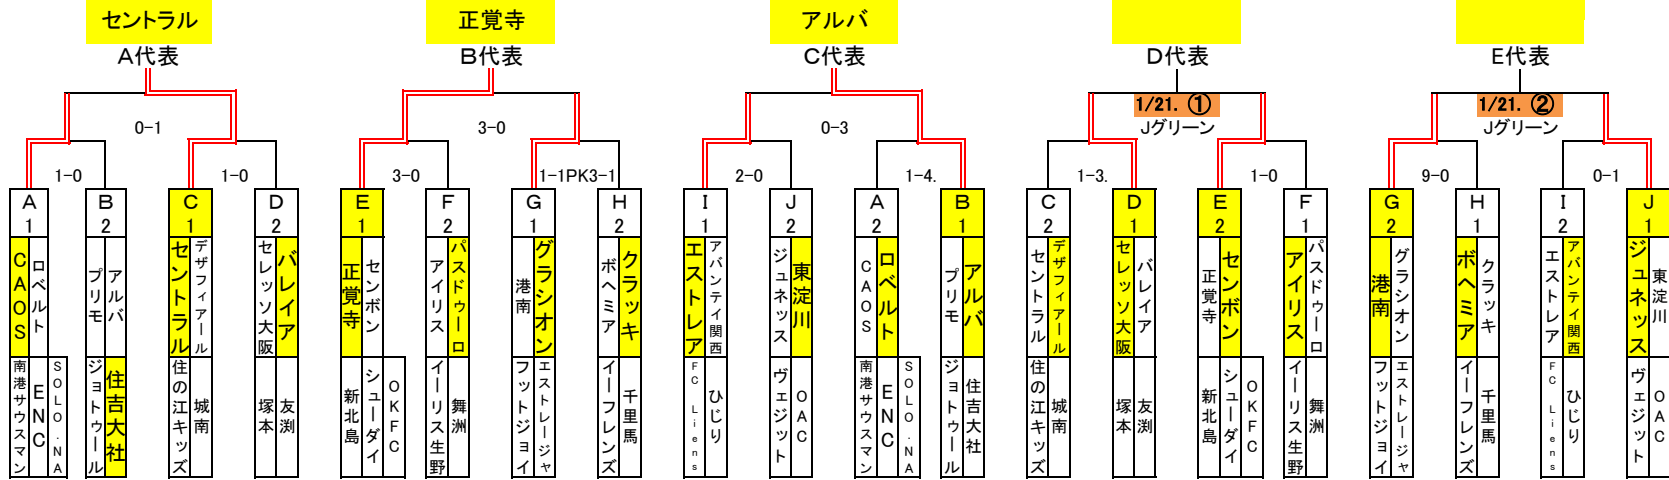 セントラル
正覚寺
アルバ
A代表
B代表
C代表
D代表
E代表
1/21. ①
1/21. ②
0-1
3-0
0-3
Jグリーン
Jグリーン
1-0
1-0
3-0
1-1PK3-1
2-0
1-4.
1-3.
1-0
9-0
0-1
A
1
B
2
C
1
D
2
E
1
F
2
G
1
H
2
I
1
J
2
A
2
B
1
C
2
D
1
E
2
F
1
G
2
H
1
I
2
J
1
CAOS
ロベルト
プリモ
アルバ
セントラル
デザフィアール
セレッソ大阪
バレイア
正覚寺
センボン
アイリス
パスドゥーロ
港南
グラシオン
ボヘミア
クラッキ
エストレア
アバンティ関西
ジュネッス
東淀川
CAOS
ロベルト
プリモ
アルバ
セントラル
デザフィアール
セレッソ大阪
バレイア
正覚寺
センボン
アイリス
パスドゥーロ
港南
グラシオン
ボヘミア
クラッキ
エストレア
アバンティ関西
ジュネッス
東淀川
南港サウスマン
ENC
SOLO.NA
ジョトゥール
住吉大社
住の江キッズ
城南
塚本
友渕
新北島
シューダイ
OKFC
イーリス生野
舞洲
フットジョイ
エストレージャ
イーフレンズ
千里馬
FC Liens
ひじり
ヴェジット
OAC
南港サウスマン
ENC
SOLO.NA
ジョトゥール
住吉大社
住の江キッズ
城南
塚本
友渕
新北島
シューダイ
OKFC
イーリス生野
舞洲
フットジョイ
エストレージャ
イーフレンズ
千里馬
FC Liens
ひじり
ヴェジット
OAC